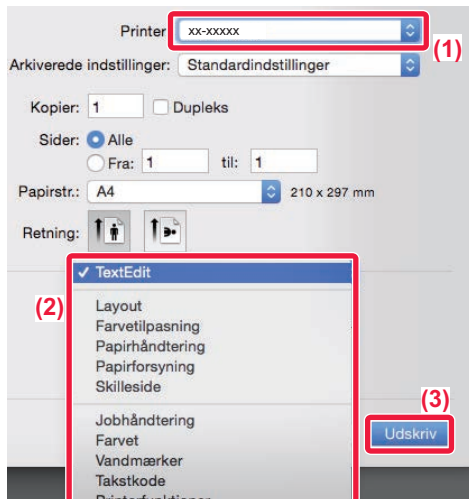 Printer xx-xxxxx
(1)
Arkiverede indstillinger: Standardindstillinger
Kopier: 1 Dupleks
Sider: Alle
Fra: 1 til: 1
Papirstr.: A4 210 x 297 mm
Retning:
(2)
✓ TextEdit
Layout
Farvetilpasning
Papirhåndtering
Papirforsyning
Skilleside
(3)
Jobhåndtering
Farvet
Udskriv
Vandmærker
Takstkode
Printerfunktioner